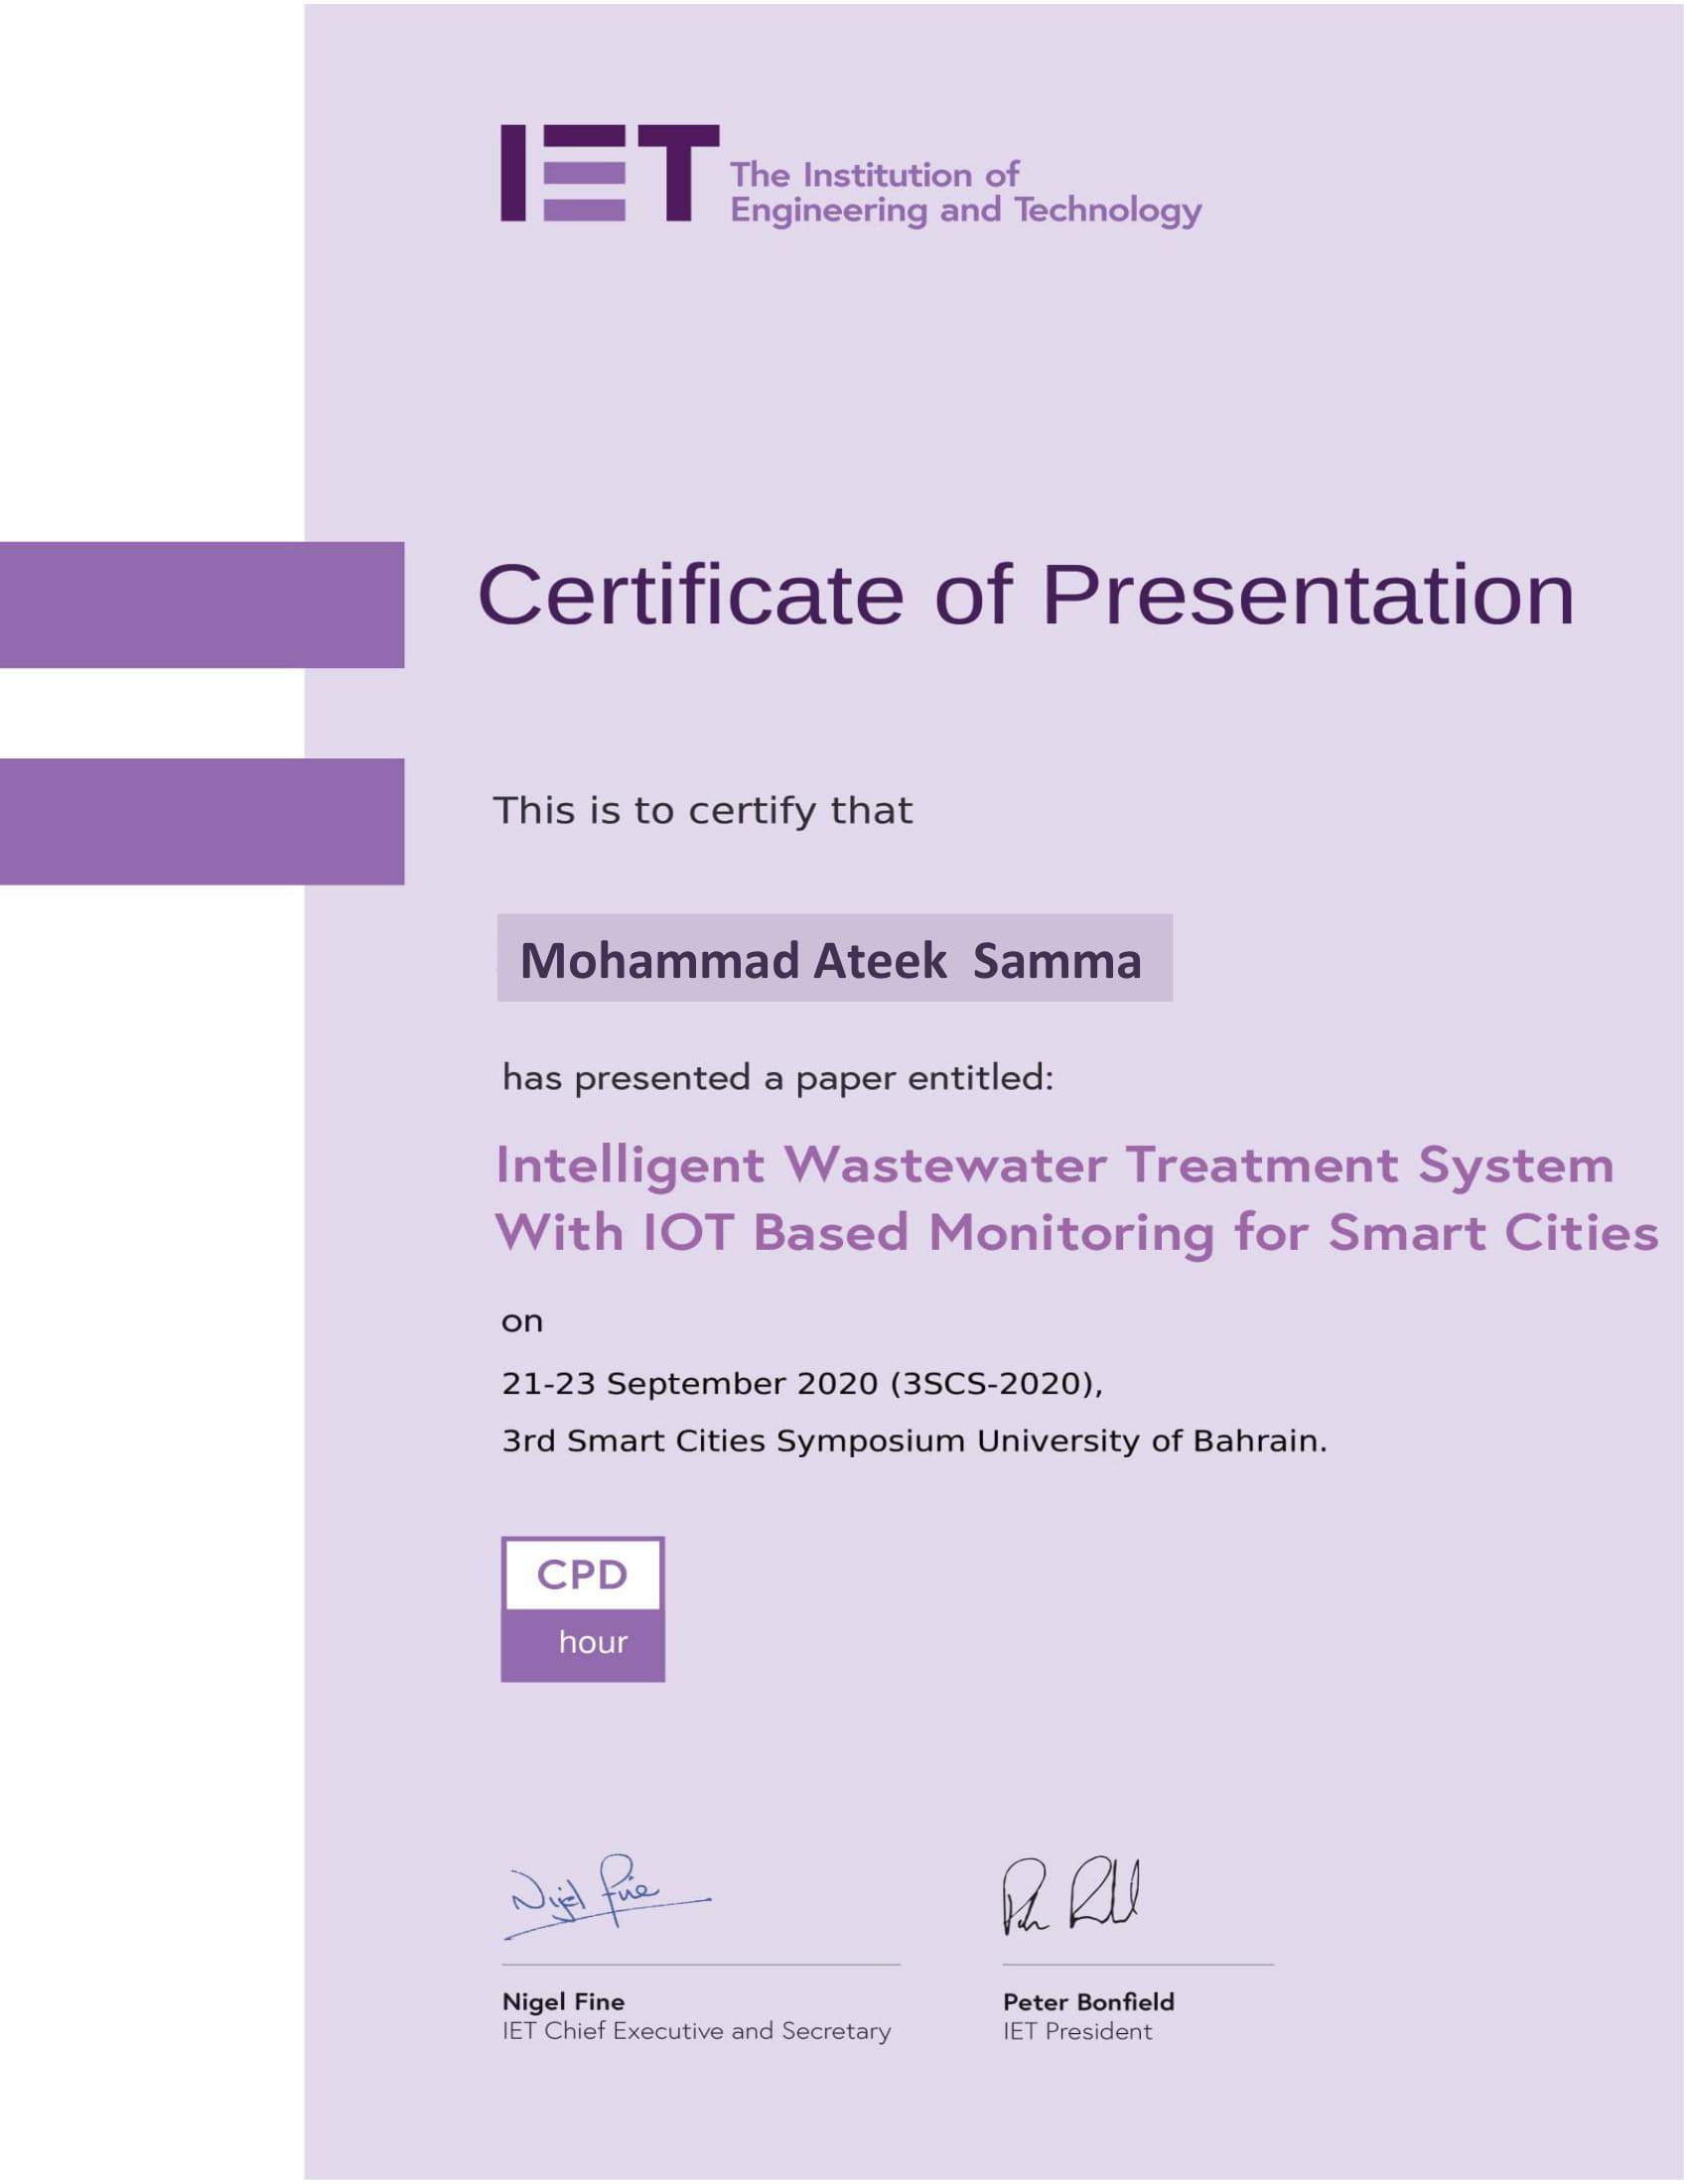 IET The Institution of
Engineering and Technology
Certificate of Presentation
This is to certify that
Mohammad Ateek  Samma
has presented a paper entitled:
Intelligent Wastewater Treatment System
With IOT Based Monitoring for Smart Cities
on
21-23 September 2020 (3SCS-2020),
3rd Smart Cities Symposium University of Bahrain.
CPD
hour
Nigel Fine
Nigel Fine
IET Chief Executive and Secretary
Peter Bonfield
IET President